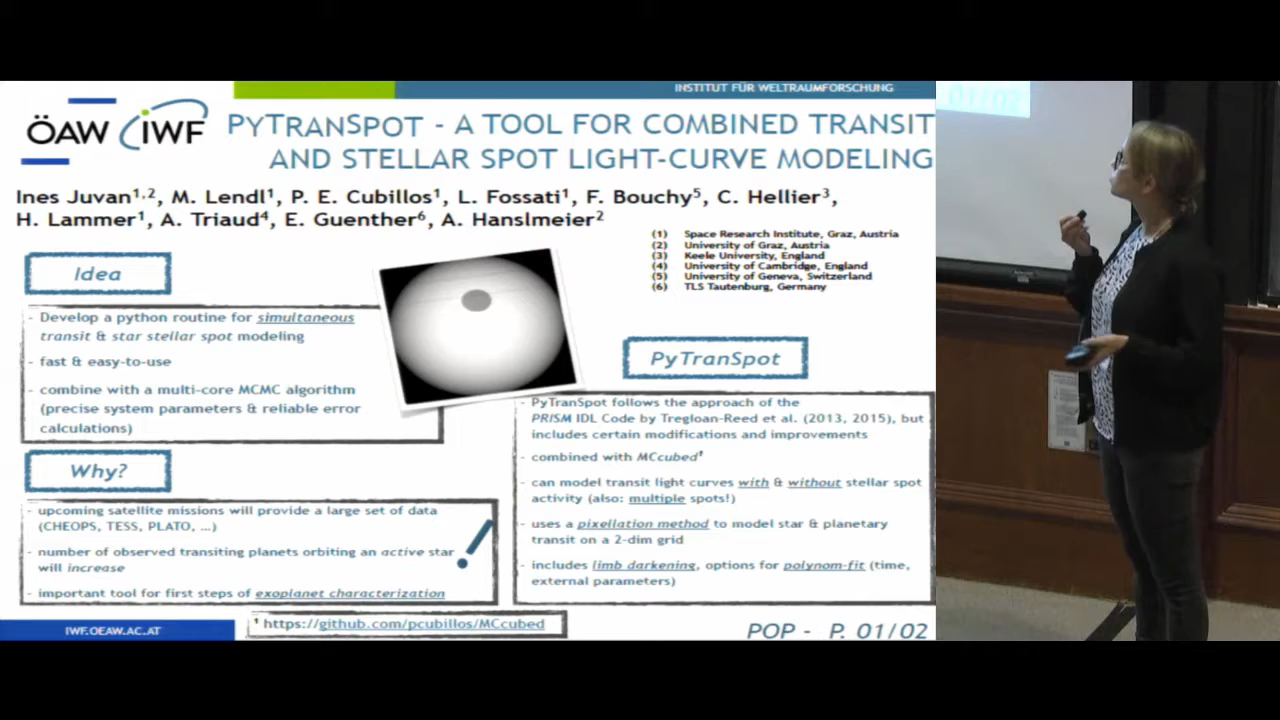 INSTITUT FÜR WELTRAUMFORSCHUNG
ÖAW IWF
PYTRANSPOT - A TOOL FOR COMBINED TRANSIT
AND STELLAR SPOT LIGHT-CURVE MODELING
Ines Juvan¹,², M. Lendl¹, P. E. Cubillos¹, L. Fossati¹, F. Bouchy⁵, C. Hellier³,
H. Lammer¹, A. Triaud⁴, E. Guenther⁶, A. Hanslmeier²
(1) Space Research Institute, Graz, Austria
(2) University of Graz, Austria
(3) Keele University, England
(4) University of Cambridge, England
(5) University of Geneva, Switzerland
(6) TLS Tautenburg, Germany
Idea
- Develop a python routine for simultaneous
transit & star stellar spot modeling
- fast & easy-to-use
- combine with a multi-core MCMC algorithm
(precise system parameters & reliable error
calculations)
Why?
- upcoming satellite missions will provide a large set of data
(CHEOPS, TESS, PLATO, ...)
- number of observed transiting planets orbiting an active star
will increase
- important tool for first steps of exoplanet characterization
!
PyTranSpot
- PyTranSpot follows the approach of the
PRISM IDL Code by Tregloan-Reed et al. (2013, 2015), but
includes certain modifications and improvements
- combined with MCcubed¹
- can model transit light curves with & without stellar spot
activity (also: multiple spots!)
- uses a pixellation method to model star & planetary
transit on a 2-dim grid
- includes limb darkening, options for polynom-fit (time,
external parameters)
¹ https://github.com/pcubillos/MCcubed
IWF.OEAW.AC.AT
POP - P. 01/02
01/02